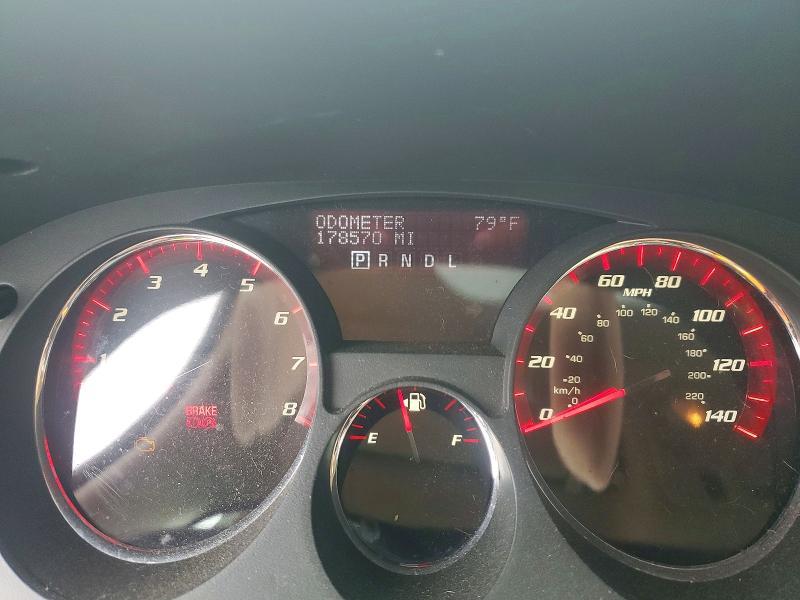 ODOMETER 79°F
178570 MI
P R N D L
1 2 3 4 5 6 7 8
BRAKE
E F
0 20 40 60 80 100 120 140
MPH
0 20 40 60 80 100 120 140 160 180 200 220
km/h